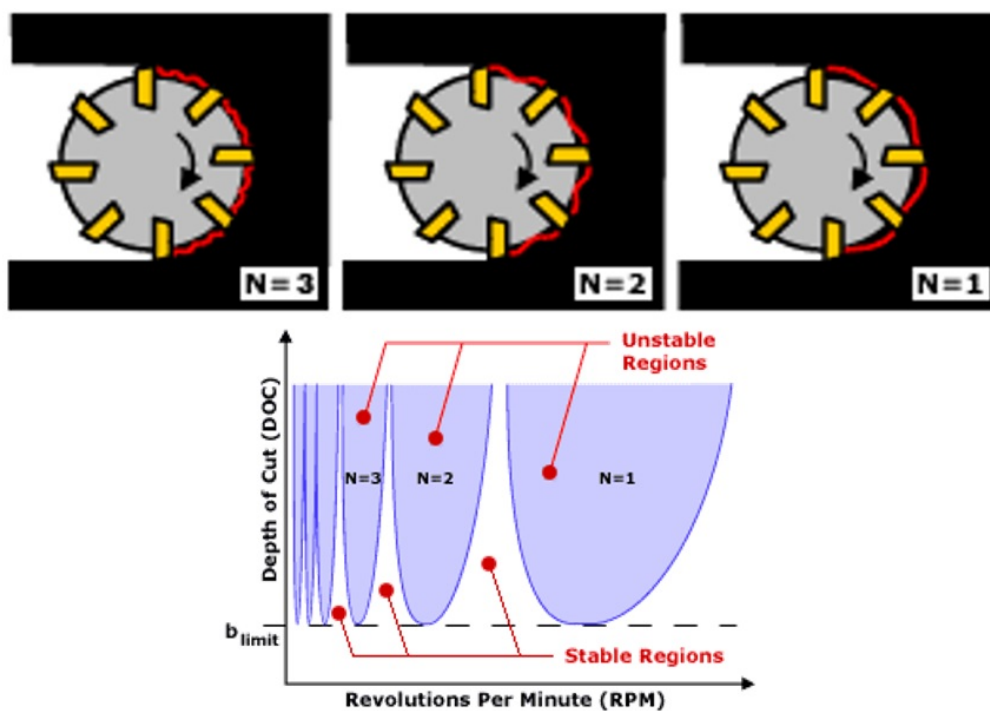 N=3
N=2
N=1
Unstable
Regions
Depth of Cut (DOC)
N=3
N=2
N=1
b limit
Stable Regions
Revolutions Per Minute (RPM)